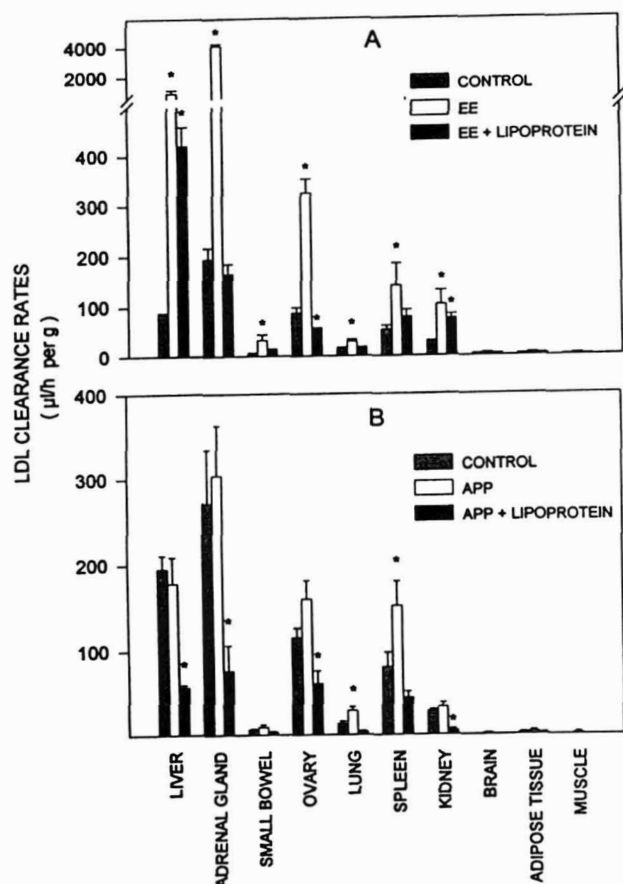 A
4000
2000
400
300
200
100
0
CONTROL
EE
EE + LIPOPROTEIN
* * * * * * * * * *
LDL CLEARANCE RATES
( µl/h per g )
B
400
300
200
100
CONTROL
APP
APP + LIPOPROTEIN
* * * * * *
LIVER
ADRENAL GLAND
SMALL BOWEL
OVARY
LUNG
SPLEEN
KIDNEY
BRAIN
ADIPOSE TISSUE
MUSCLE